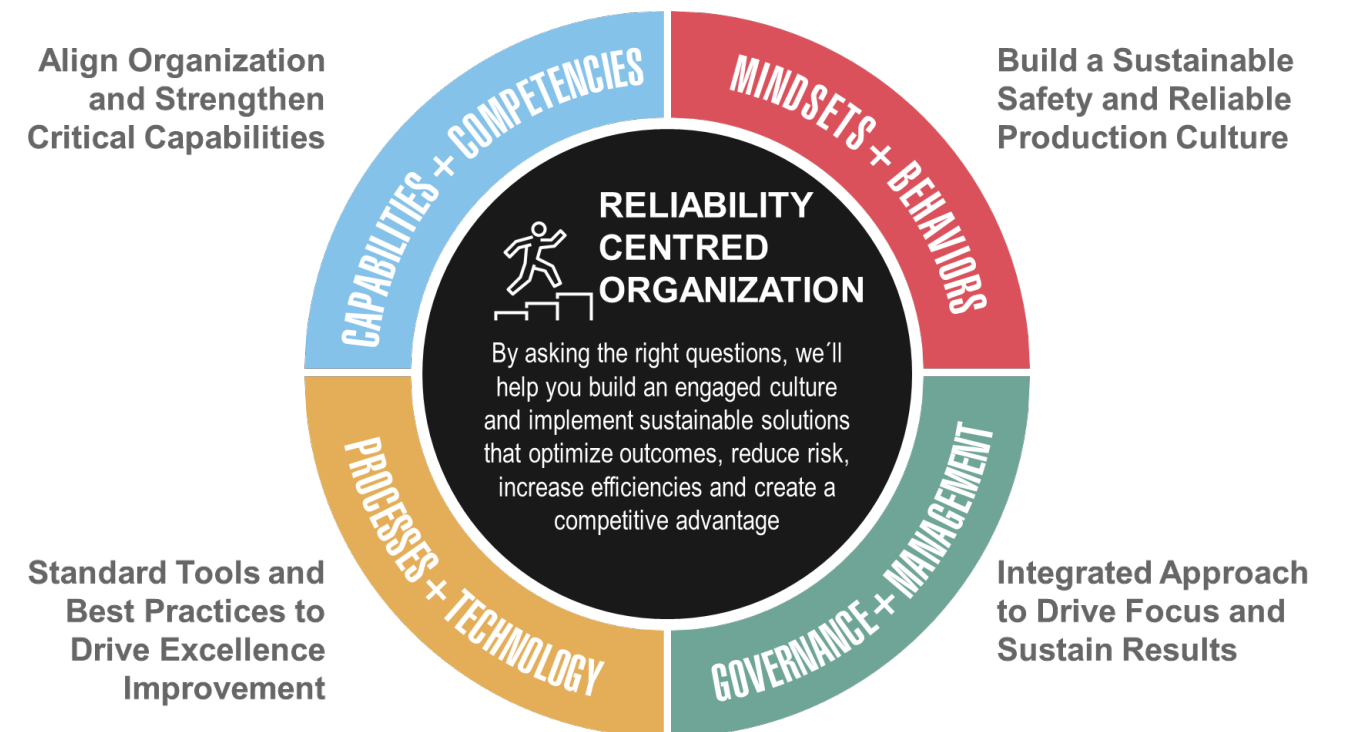 Align Organization
and Strengthen
Critical Capabilities
CAPABILITIES + COMPETENCIES
MINDSETS + BEHAVIORS
Build a Sustainable
Safety and Reliable
Production Culture
RELIABILITY
CENTRED
ORGANIZATION
By asking the right questions, we´ll
help you build an engaged culture
and implement sustainable solutions
that optimize outcomes, reduce risk,
increase efficiencies and create a
competitive advantage
Standard Tools and
Best Practices to
Drive Excellence
Improvement
PROCESSES + TECHNOLOGY
GOVERNANCE + MANAGEMENT
Integrated Approach
to Drive Focus and
Sustain Results